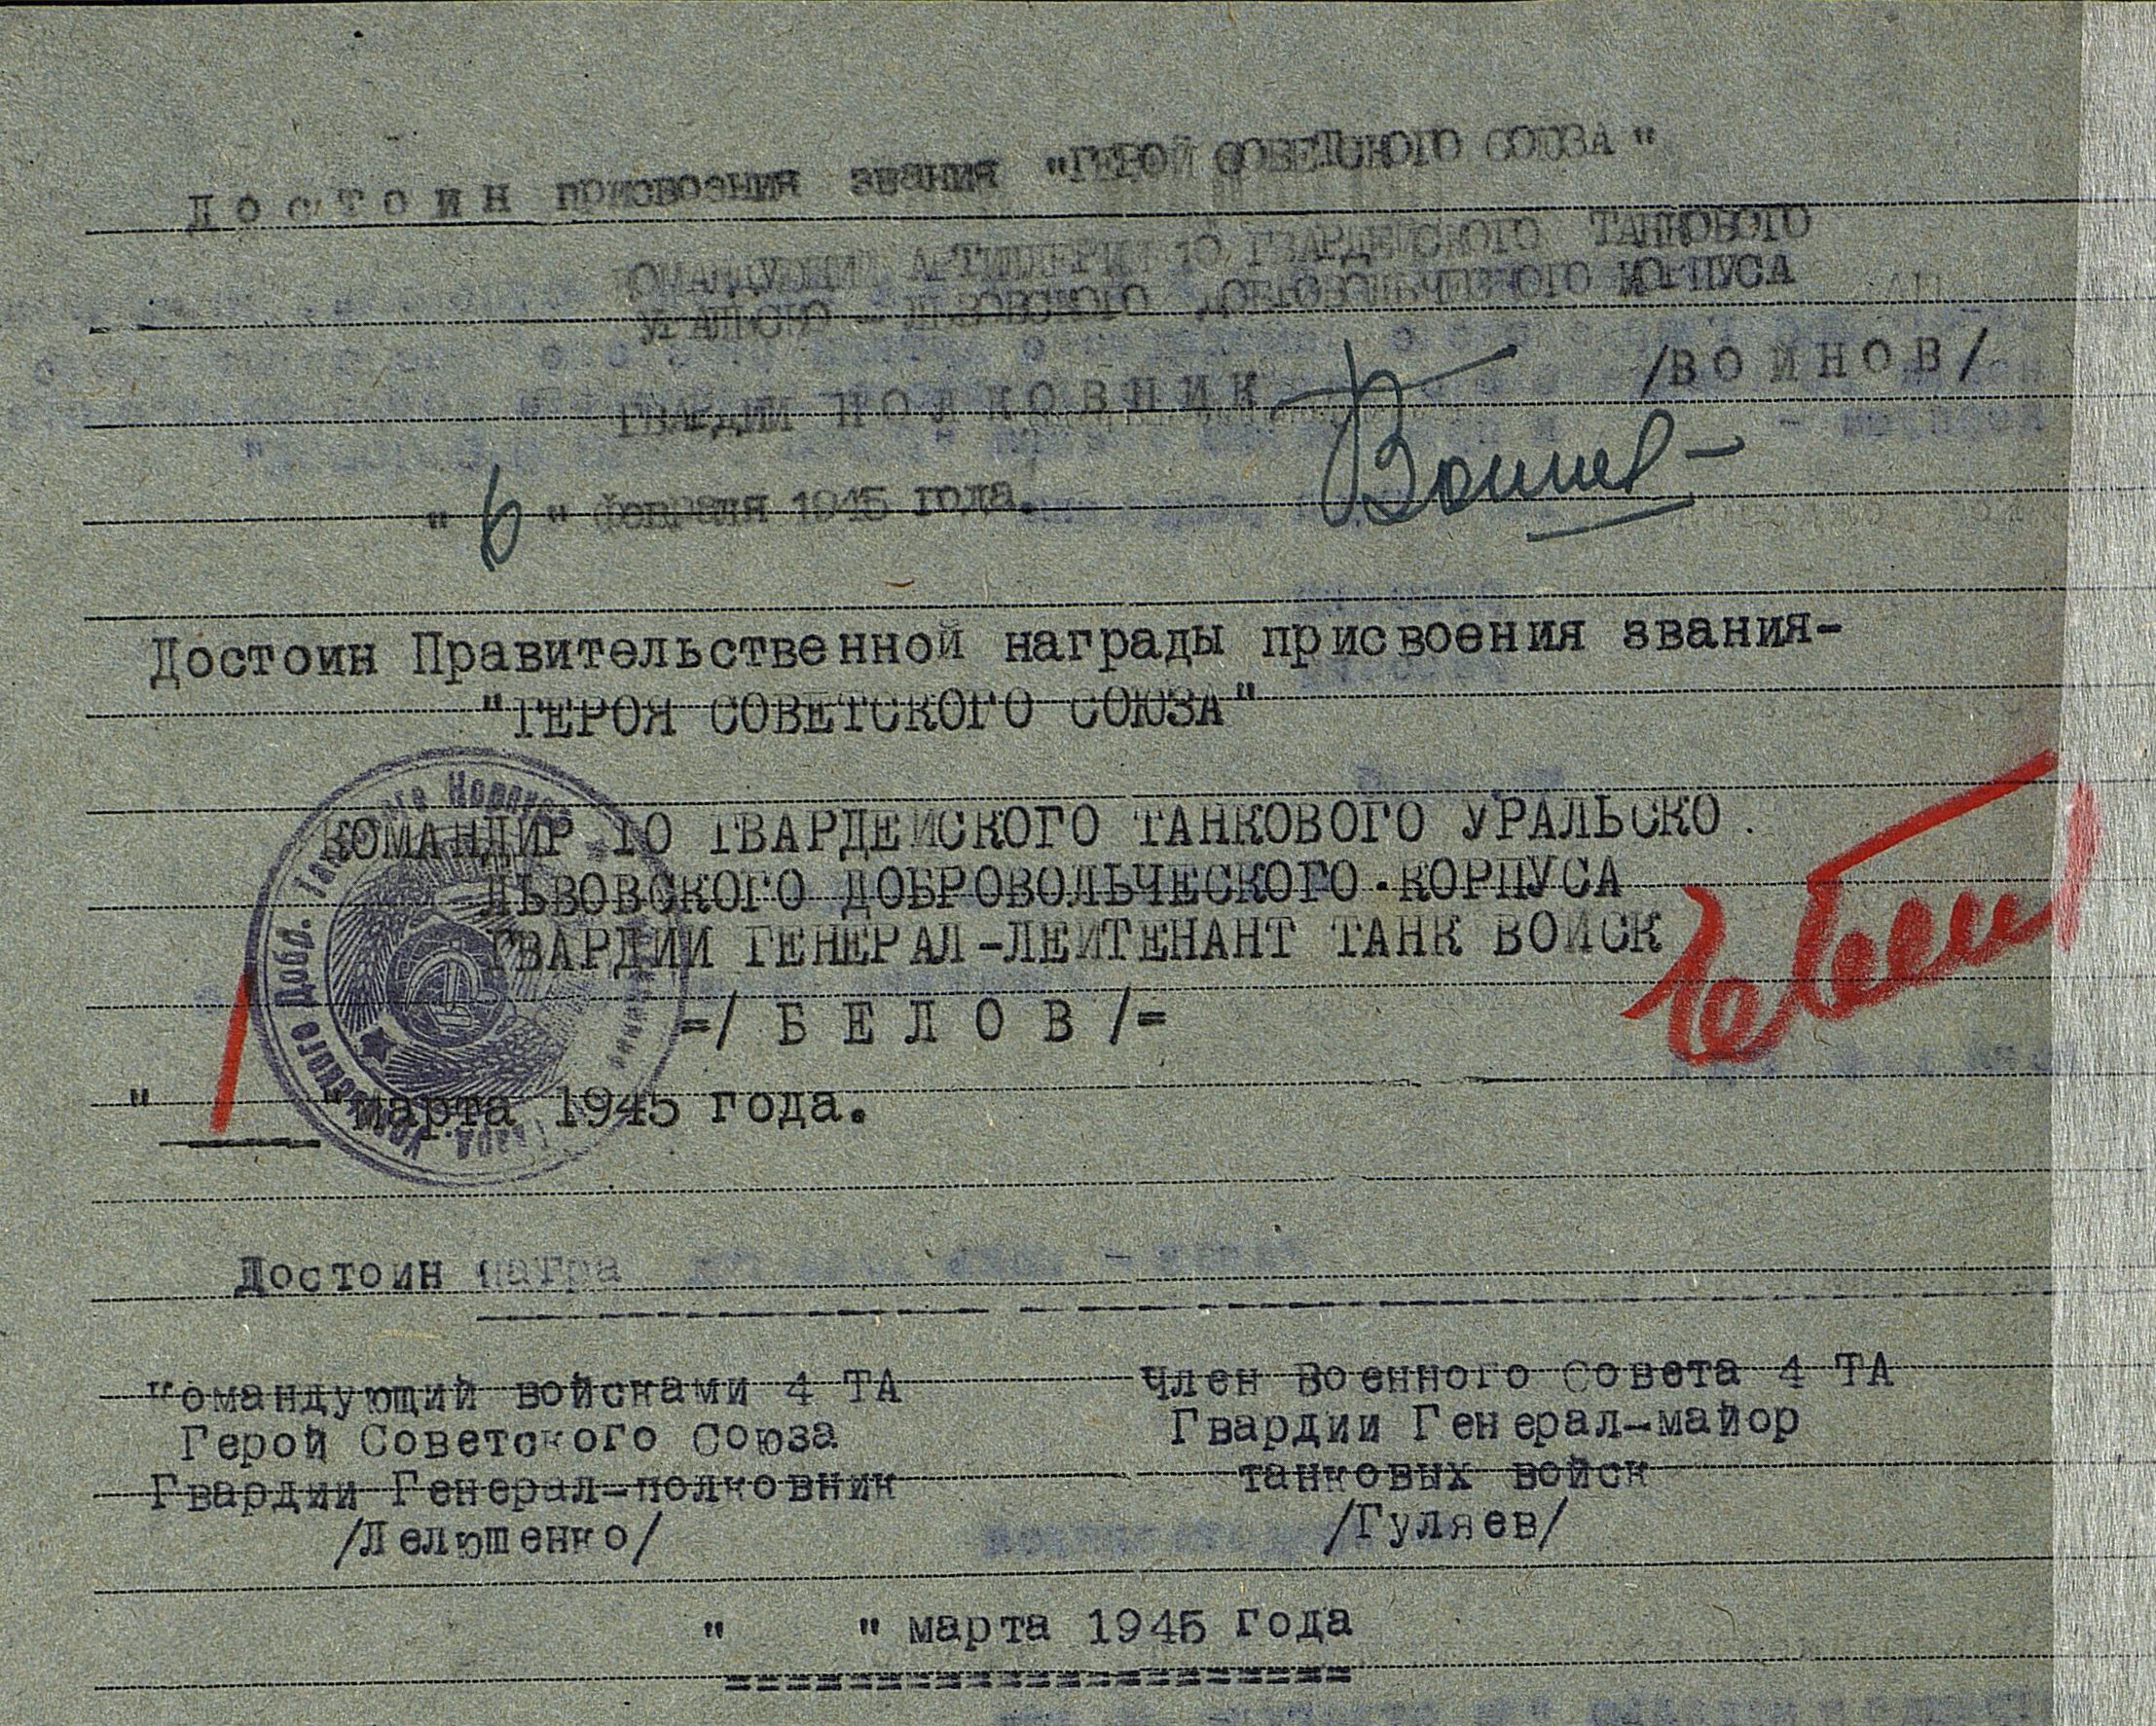 Достоин присвоения звания "ГЕРОЙ СОВЕТСКОГО СОЮЗА"
КОМАНДУЮЩИЙ АРТИЛЛЕРИИ 10 ГВАРДЕЙСКОГО ТАНКОВОГО
УРАЛЬСКО-ЛЬВОВСКОГО ДОБРОВОЛЬЧЕСКОГО КОРПУСА
ГВАРДИИ ПОЛКОВНИК /ВОЙНОВ/
"6" февраля 1945 года.
Достоин Правительственной награды присвоения звания-
"ГЕРОЯ СОВЕТСКОГО СОЮЗА"
КОМАНДИР 10 ГВАРДЕЙСКОГО ТАНКОВОГО УРАЛЬСКО
ЛЬВОВСКОГО ДОБРОВОЛЬЧЕСКОГО КОРПУСА
ГВАРДИИ ГЕНЕРАЛ-ЛЕЙТЕНАНТ ТАНК ВОЙСК
=/БЕЛОВ/=
"1" марта 1945 года.
Достоин
Командующий войсками 4 ТА
Герой Советского Союза
Гвардии Генерал-полковник
/Лелюшенко/
Член Военного Совета 4 ТА
Гвардии Генерал-майор
танковых войск
/Гуляев/
" " марта 1945 года